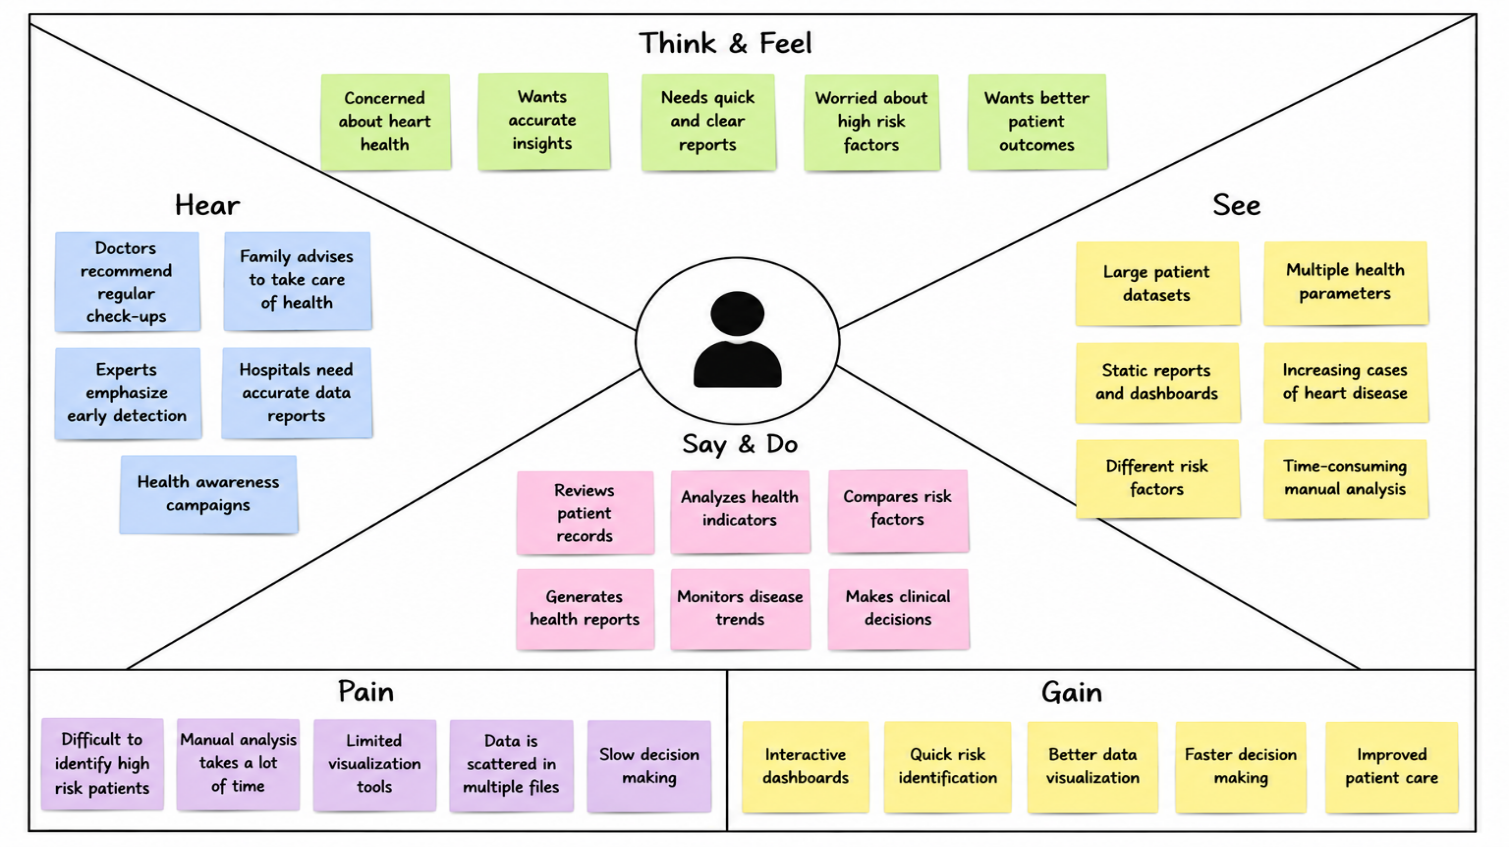 Think & Feel
Concerned
about heart
health
Wants
accurate
insights
Needs quick
and clear
reports
Worried about
high risk
factors
Wants better
patient
outcomes
Hear
Doctors
recommend
regular
check-ups
Family advises
to take care
of health
Experts
emphasize
early detection
Hospitals need
accurate data
reports
Health awareness
campaigns
See
Large patient
datasets
Multiple health
parameters
Static reports
and dashboards
Increasing cases
of heart disease
Different risk
factors
Time-consuming
manual analysis
Say & Do
Reviews
patient
records
Analyzes health
indicators
Compares risk
factors
Generates
health reports
Monitors disease
trends
Makes clinical
decisions
Pain
Difficult to
identify high
risk patients
Manual analysis
takes a lot
of time
Limited
visualization
tools
Data is
scattered in
multiple files
Slow decision
making
Gain
Interactive
dashboards
Quick risk
identification
Better data
visualization
Faster decision
making
Improved
patient care